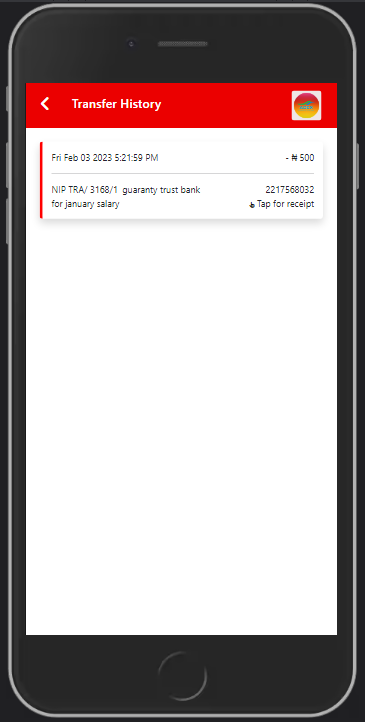 Transfer History
Fri Feb 03 2023 5:21:59 PM - ₦ 500
NIP TRA/ 3168/1 guaranty trust bank 2217568032
for january salary Tap for receipt